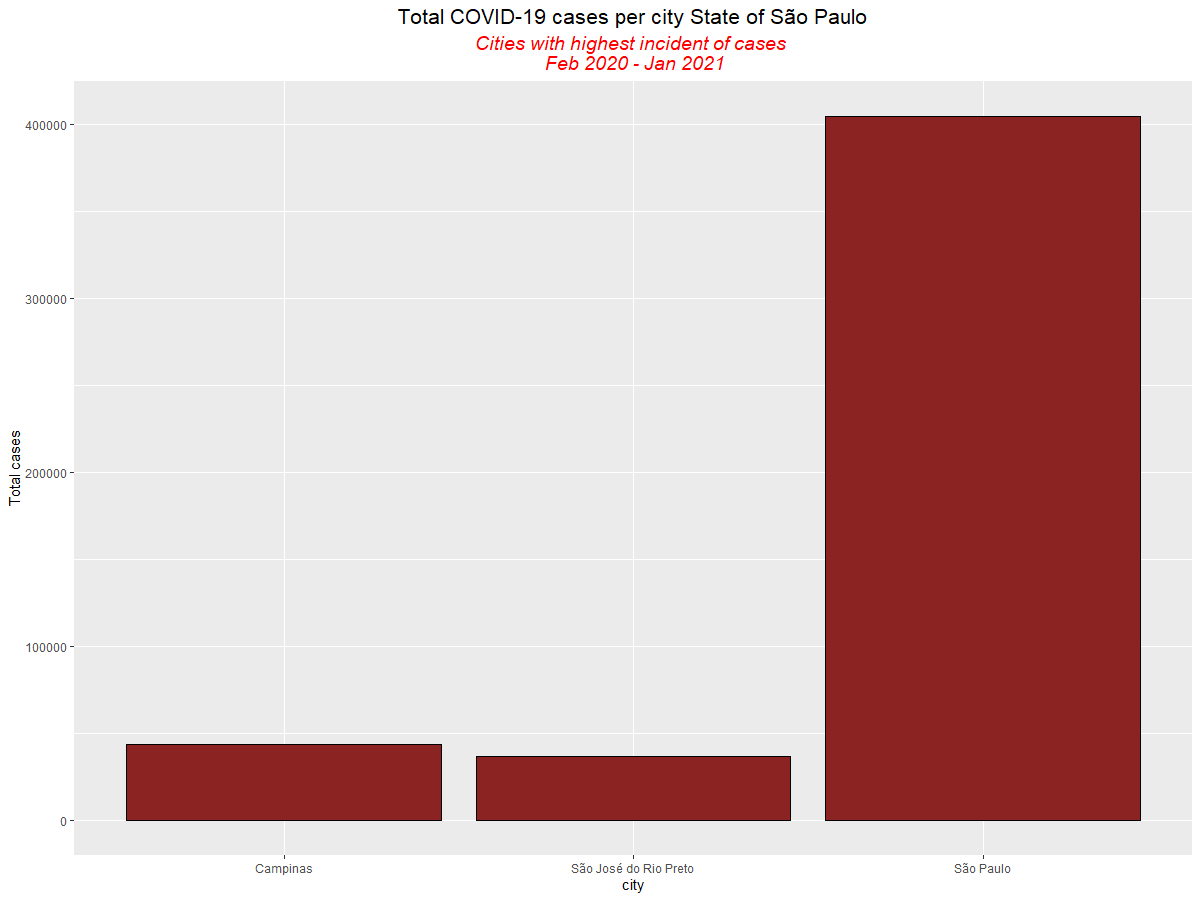 Total COVID-19 cases per city State of São Paulo
Cities with highest incident of cases
Feb 2020 - Jan 2021
Total cases
400000
300000
200000
100000
0
Campinas
São José do Rio Preto
São Paulo
city